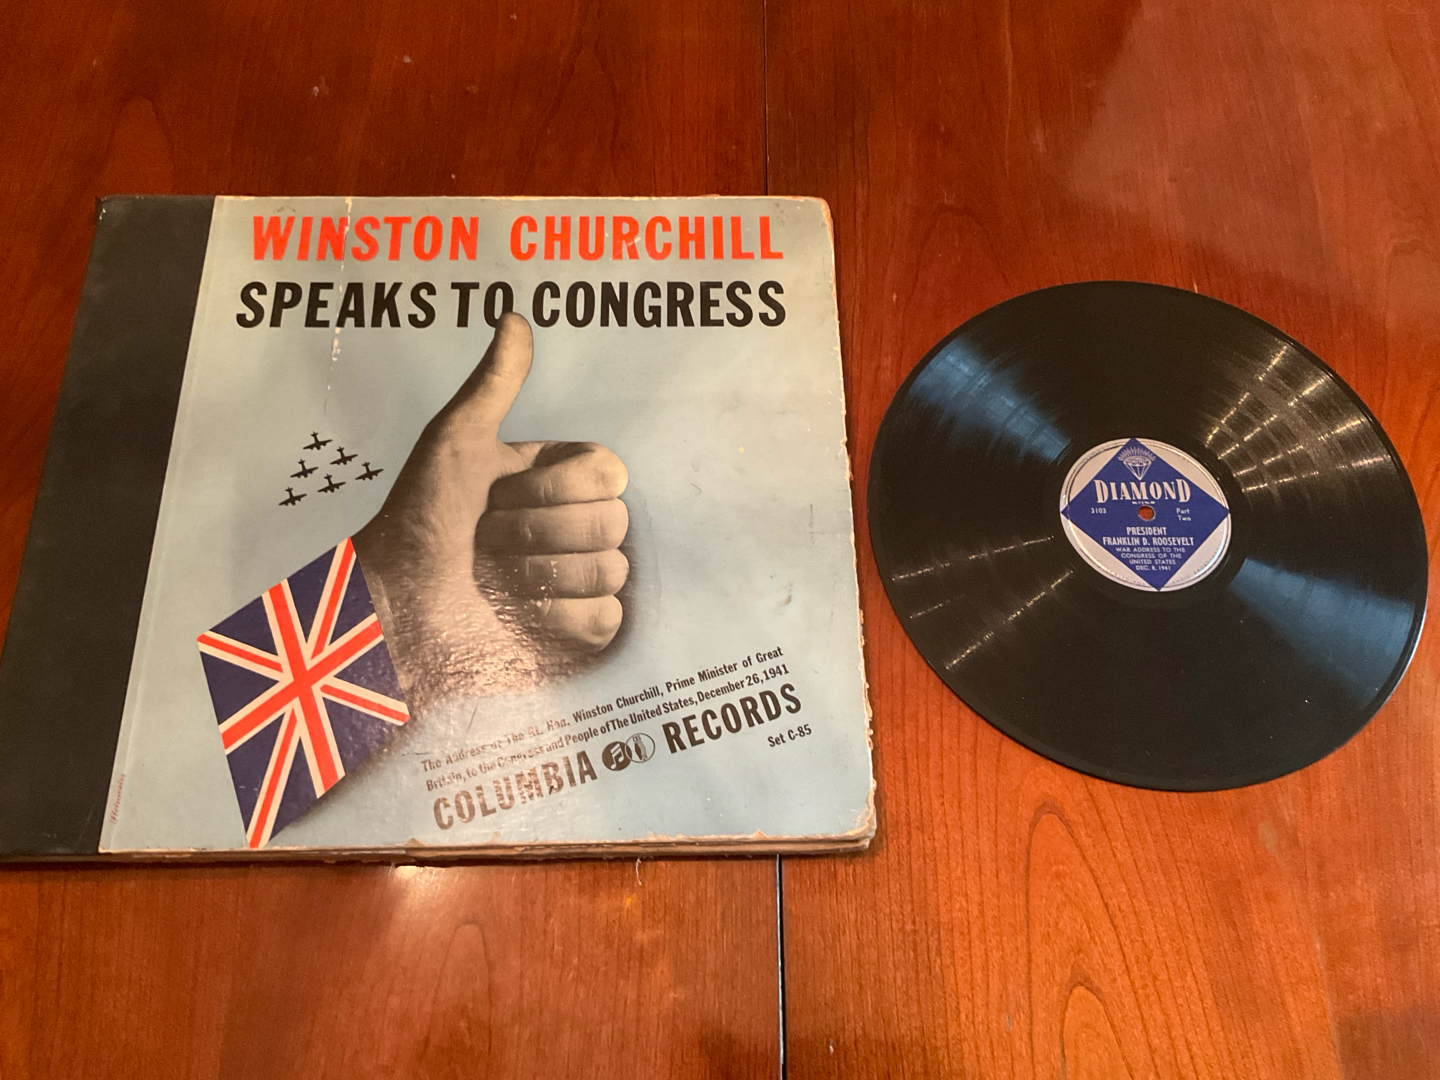 WINSTON CHURCHILL
SPEAKS TO CONGRESS
The Address of The Rt. Hon. Winston Churchill, Prime Minister of Great
Britain, to the Congress and People of The United States, December 26, 1941
COLUMBIA RECORDS
Set C-85
DIAMOND
3103
Part
Two
PRESIDENT
FRANKLIN D. ROOSEVELT
WAR ADDRESS TO THE
CONGRESS OF THE
UNITED STATES
DEC. 8, 1941